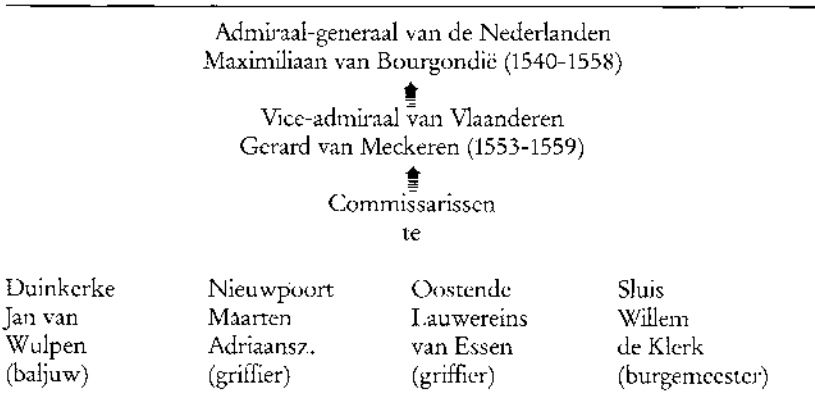 Admiraal-generaal van de Nederlanden
Maximiliaan van Bourgondië (1540-1558)
Vice-admiraal van Vlaanderen
Gerard van Meckeren (1553-1559)
Commissarissen
te
Duinkerke Nieuwpoort Oostende Sluis
Jan van Maarten Lauwereins Willem
Wulpen Adriaansz. van Essen de Klerk
(baljuw) (griffier) (griffier) (burgemeester)